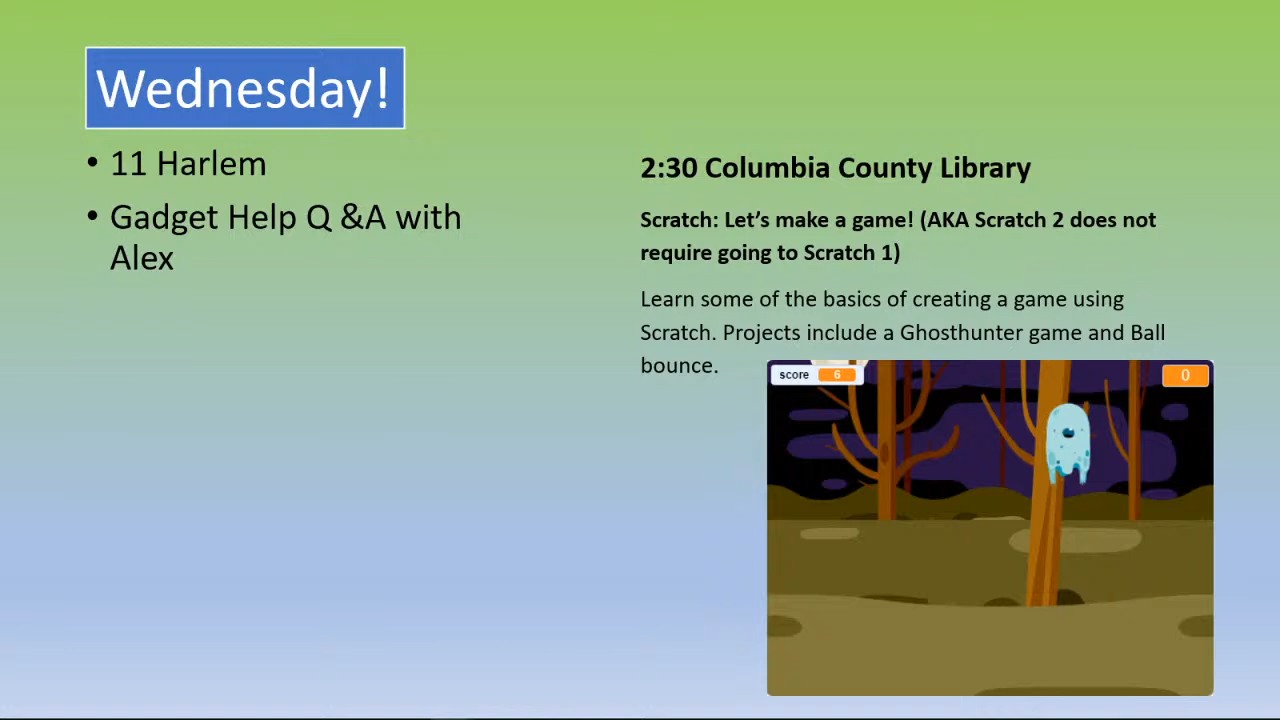 Wednesday!
• 11 Harlem
• Gadget Help Q &A with
Alex
2:30 Columbia County Library
Scratch: Let’s make a game! (AKA Scratch 2 does not
require going to Scratch 1)
Learn some of the basics of creating a game using
Scratch. Projects include a Ghosthunter game and Ball
bounce.
score 6
0